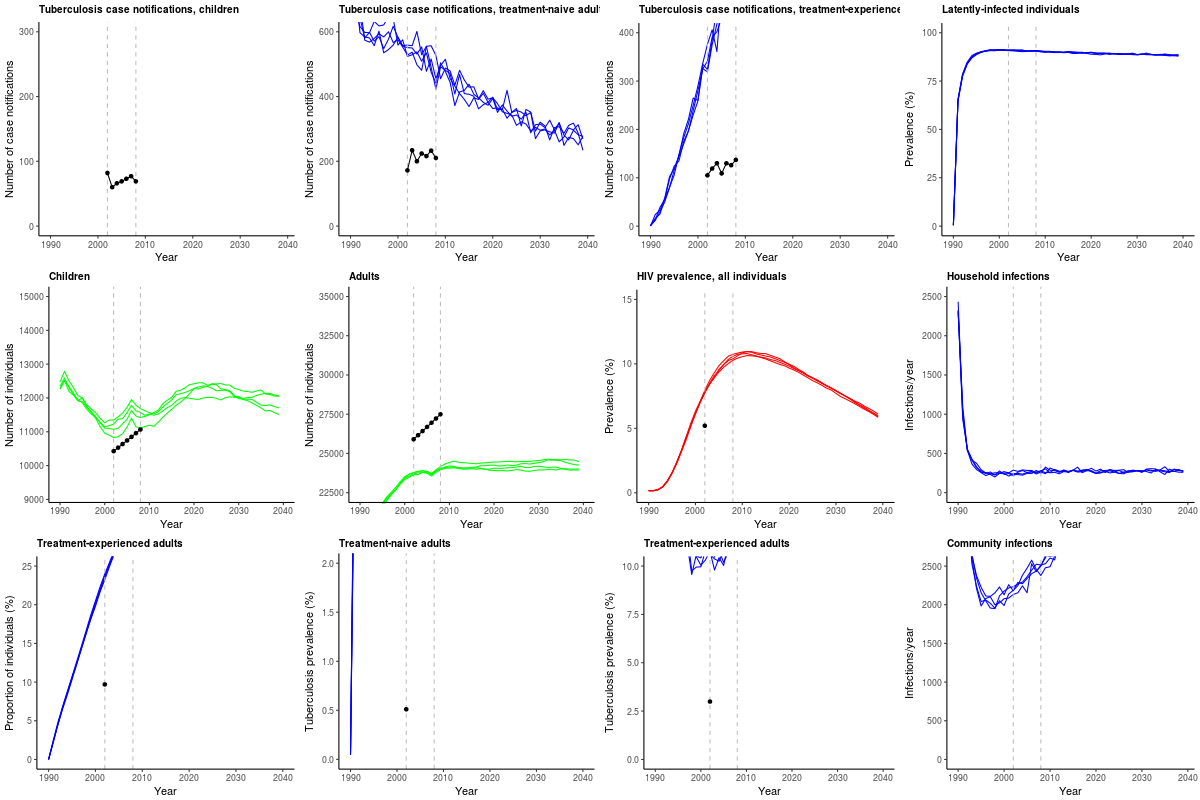 Tuberculosis case notifications, children
Number of case notifications
300
200
100
0
1990 2000 2010 2020 2030 2040
Year
Tuberculosis case notifications, treatment-naive adul
Number of case notifications
600
400
200
0
1990 2000 2010 2020 2030 2040
Year
Tuberculosis case notifications, treatment-experience
Number of case notifications
400
300
200
100
0
1990 2000 2010 2020 2030 2040
Year
Latently-infected individuals
Prevalence (%)
100
75
50
25
0
1990 2000 2010 2020 2030 2040
Year
Children
Number of individuals
15000
14000
13000
12000
11000
10000
9000
1990 2000 2010 2020 2030 2040
Year
Adults
Number of individuals
35000
32500
30000
27500
25000
22500
1990 2000 2010 2020 2030 2040
Year
HIV prevalence, all individuals
Prevalence (%)
15
10
5
0
1990 2000 2010 2020 2030 2040
Year
Household infections
Infections/year
2500
2000
1500
1000
500
0
1990 2000 2010 2020 2030 2040
Year
Treatment-experienced adults
Proportion of individuals (%)
25
20
15
10
5
0
1990 2000 2010 2020 2030 2040
Year
Treatment-naive adults
Tuberculosis prevalence (%)
2.0
1.5
1.0
0.5
0.0
1990 2000 2010 2020 2030 2040
Year
Treatment-experienced adults
Tuberculosis prevalence (%)
10.0
7.5
5.0
2.5
0.0
1990 2000 2010 2020 2030 2040
Year
Community infections
Infections/year
2500
2000
1500
1000
500
0
1990 2000 2010 2020 2030 2040
Year